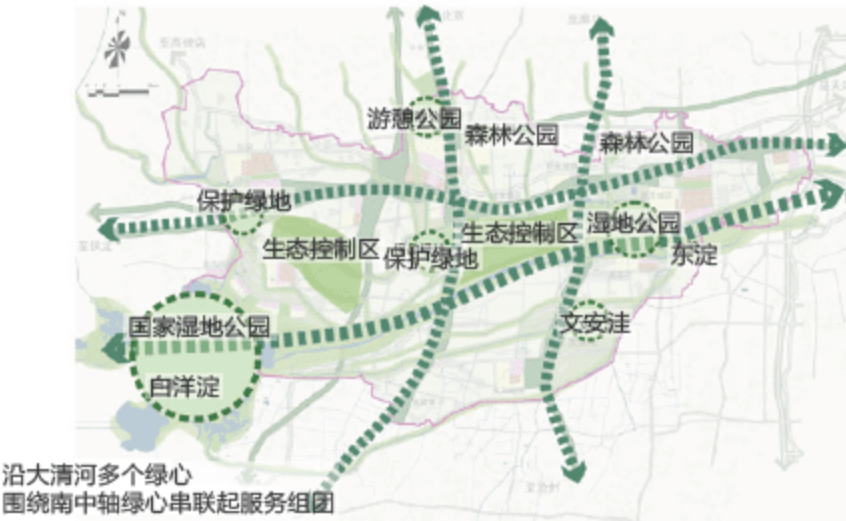 游憩公园
森林公园
森林公园
保护绿地
湿地公园
生态控制区
生态控制区
保护绿地
东淀
国家湿地公园
文安洼
白洋淀
沿大清河多个绿心
围绕南中轴绿心串联起服务组团